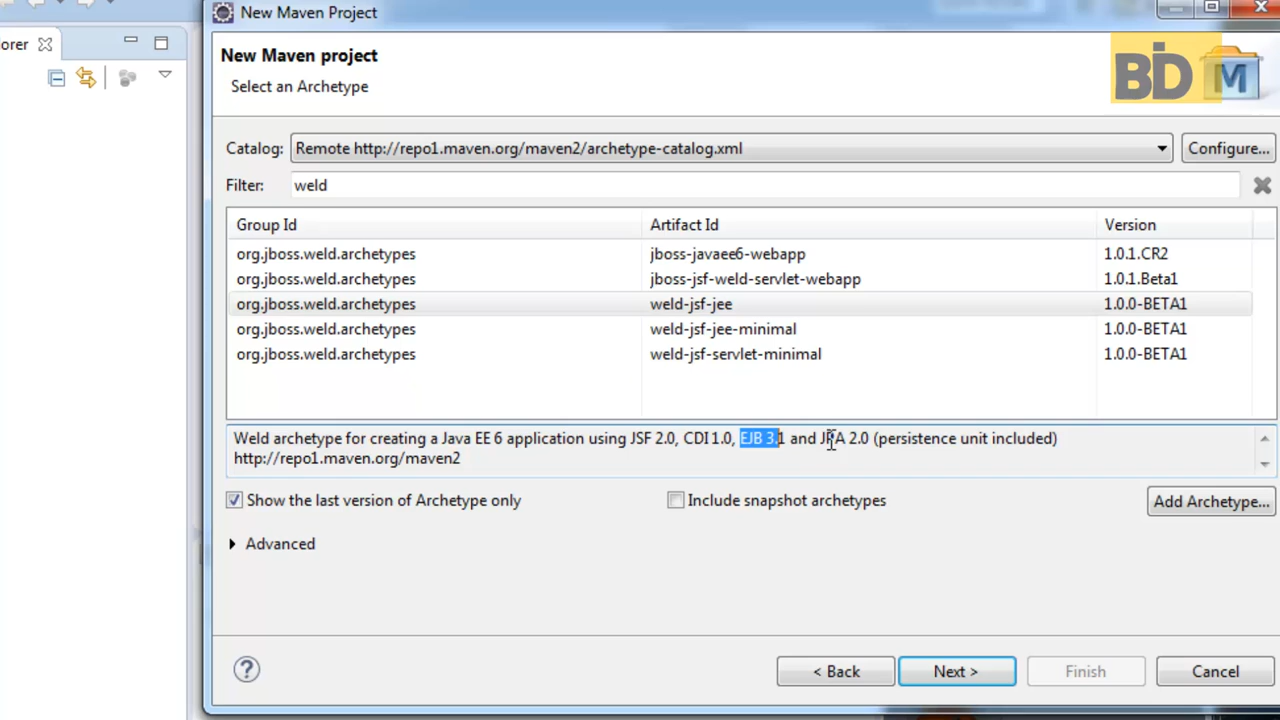 New Maven Project
orer
New Maven project
Select an Archetype
BiD
M
Catalog: Remote http://repo1.maven.org/maven2/archetype-catalog.xml Configure...
Filter: weld
Group Id Artifact Id Version
org.jboss.weld.archetypes jboss-javaee6-webapp 1.0.1.CR2
org.jboss.weld.archetypes jboss-jsf-weld-servlet-webapp 1.0.1.Beta1
org.jboss.weld.archetypes weld-jsf-jee 1.0.0-BETA1
org.jboss.weld.archetypes weld-jsf-jee-minimal 1.0.0-BETA1
org.jboss.weld.archetypes weld-jsf-servlet-minimal 1.0.0-BETA1
Weld archetype for creating a Java EE 6 application using JSF 2.0, CDI 1.0, EJB 3.1 and JPA 2.0 (persistence unit included)
http://repo1.maven.org/maven2
Show the last version of Archetype only Include snapshot archetypes Add Archetype...
Advanced
? < Back Next > Finish Cancel